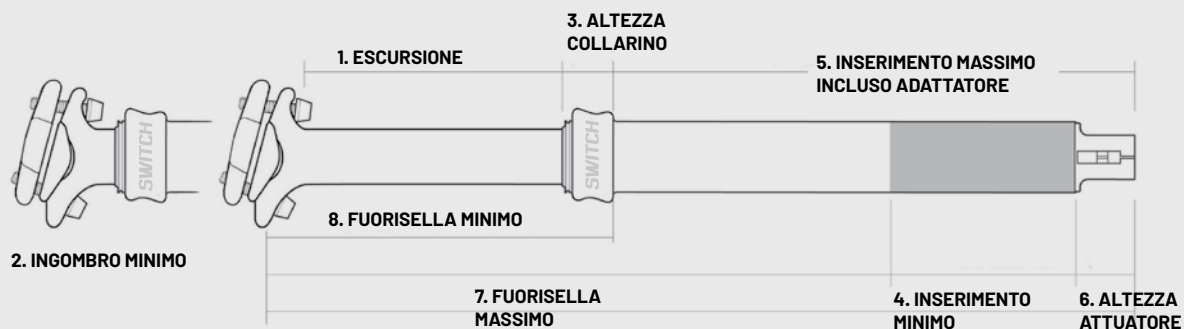 3. ALTEZZA
COLLARINO
1. ESCURSIONE
5. INSERIMENTO MASSIMO
INCLUSO ADATTATORE
SWITCH
SWITCH
8. FUORISELLA MINIMO
2. INGOMBRO MINIMO
7. FUORISELLA
MASSIMO
4. INSERIMENTO
MINIMO
6. ALTEZZA
ATTUATORE